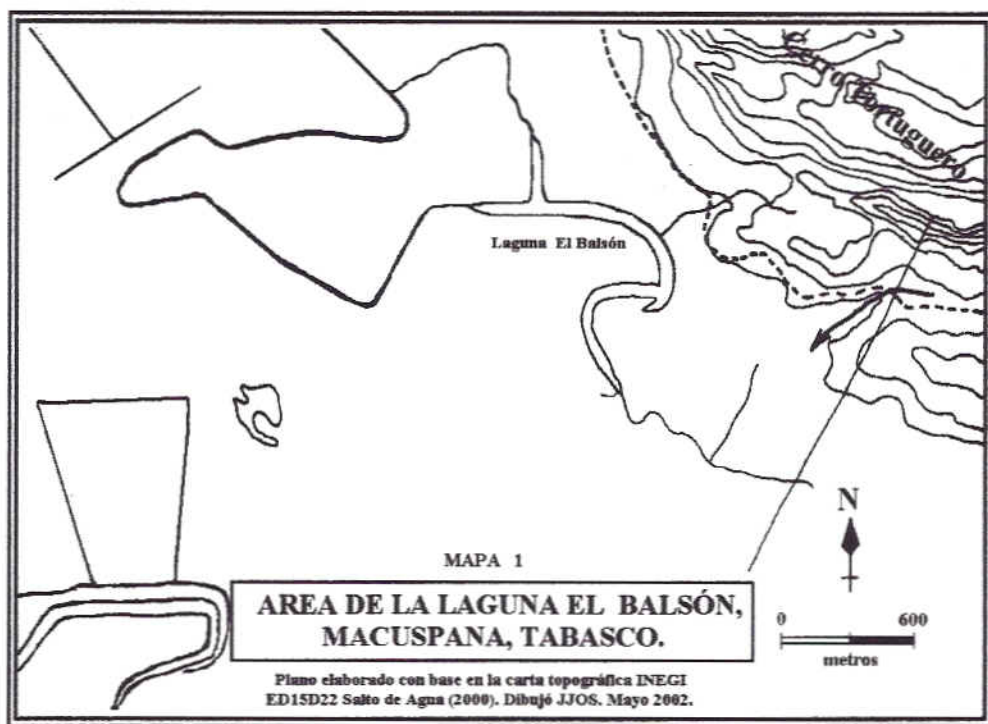 Cerro Tortuguero
Laguna El Balsón
N
MAPA 1
AREA DE LA LAGUNA EL BALSÓN,
MACUSPANA, TABASCO.
0 600
metros
Plano elaborado con base en la carta topográfica INEGI
ED15D22 Salto de Agua (2000). Dibujó JJOS. Mayo 2002.